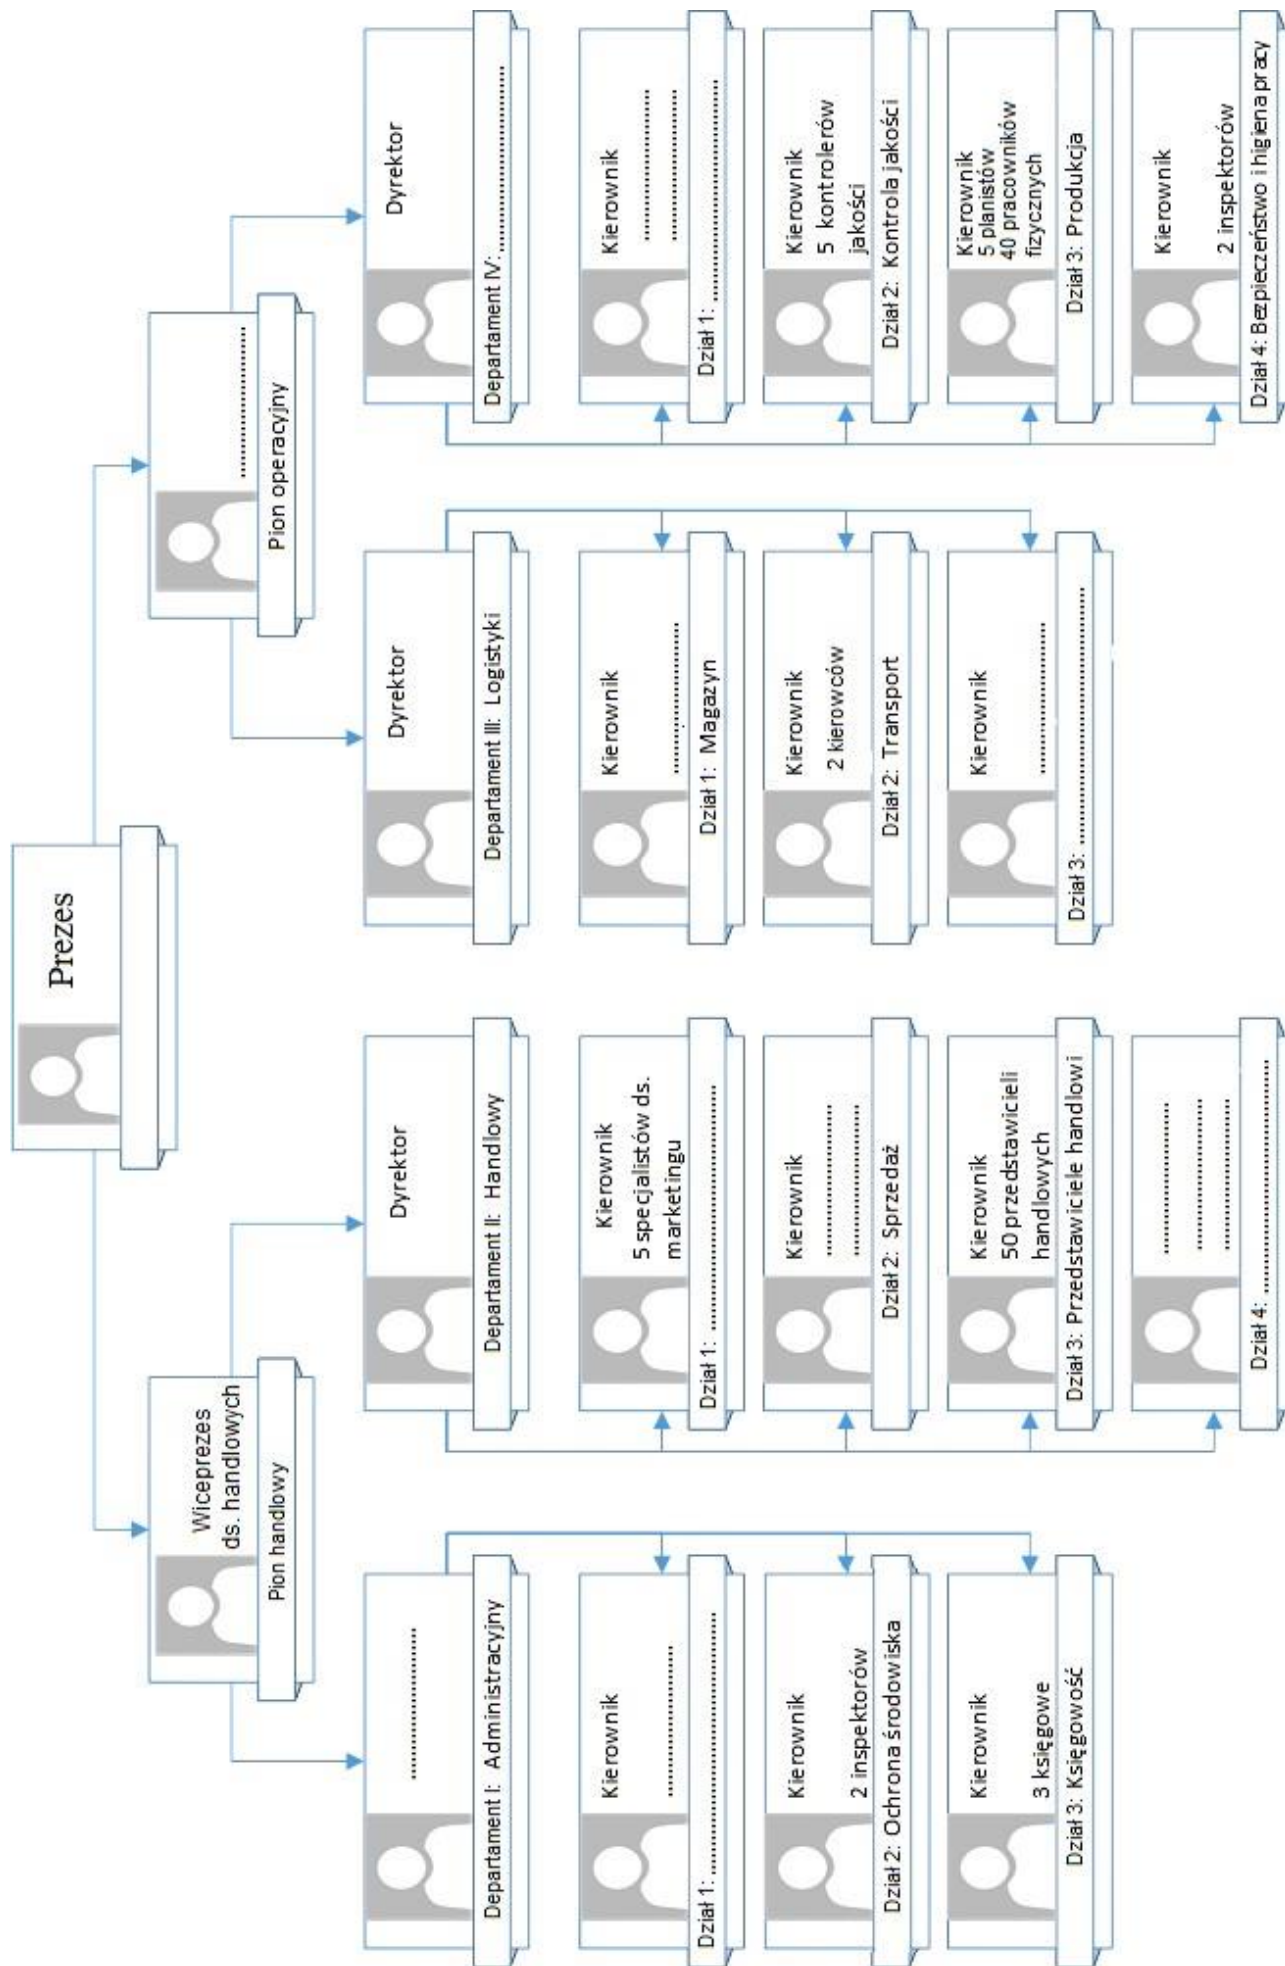 Prezes
Wiceprezes
ds. handlowych
Pion handlowy
....................
Pion operacyjny
....................
Departament I: Administracyjny
Dyrektor
Departament II: Handlowy
Dyrektor
Departament III: Logistyki
Dyrektor
Departament IV: ....................
Kierownik
....................
Dział 1: ....................
Kierownik
2 inspektorów
Dział 2: Ochrona środowiska
Kierownik
3 księgowe
Dział 3: Księgowość
Kierownik
5 specjalistów ds.
marketingu
Dział 1: ....................
Kierownik
....................
....................
Dział 2: Sprzedaż
Kierownik
50 przedstawicieli
handlowych
Dział 3: Przedstawiciele handlowi
....................
....................
....................
Dział 4: ....................
Kierownik
....................
Dział 1: Magazyn
Kierownik
2 kierowców
Dział 2: Transport
Kierownik
....................
Dział 3: ....................
Kierownik
....................
....................
Dział 1: ....................
Kierownik
5 kontrolerów
jakości
Dział 2: Kontrola jakości
Kierownik
5 planistów
40 pracowników
fizycznych
Dział 3: Produkcja
Kierownik
2 inspektorów
Dział 4: Bezpieczeństwo i higiena pracy